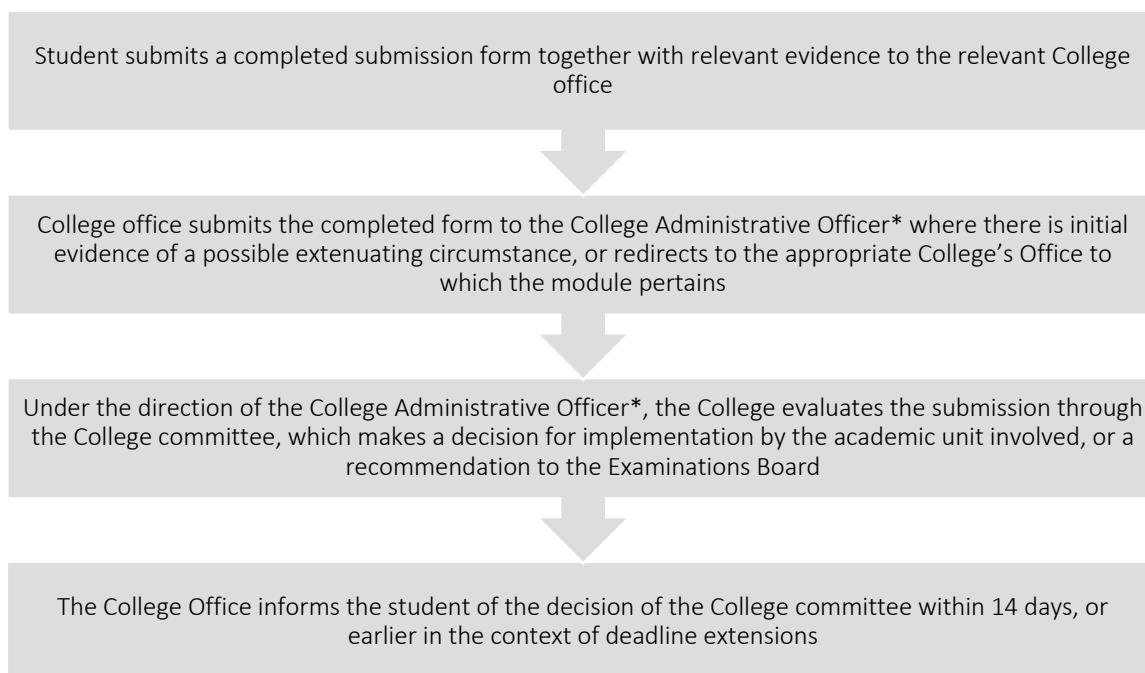 Student submits a completed submission form together with relevant evidence to the relevant College
office
College office submits the completed form to the College Administrative Officer* where there is initial
evidence of a possible extenuating circumstance, or redirects to the appropriate College’s Office to
which the module pertains
Under the direction of the College Administrative Officer*, the College evaluates the submission through
the College committee, which makes a decision for implementation by the academic unit involved, or a
recommendation to the Examinations Board
The College Office informs the student of the decision of the College committee within 14 days, or
earlier in the context of deadline extensions